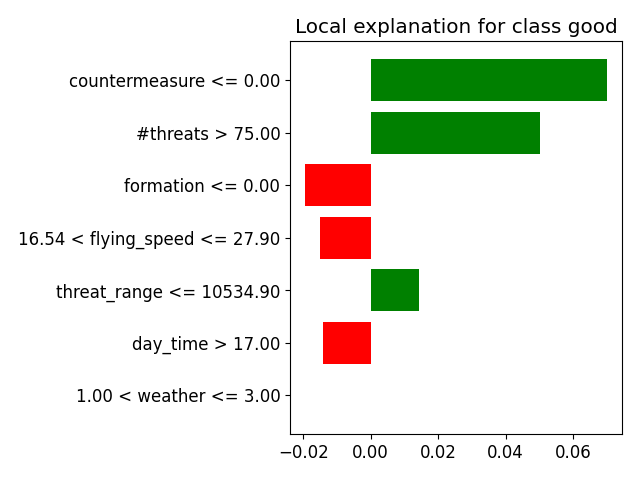 Local explanation for class good
countermeasure <= 0.00
#threats > 75.00
formation <= 0.00
16.54 < flying_speed <= 27.90
threat_range <= 10534.90
day_time > 17.00
1.00 < weather <= 3.00
−0.02 0.00 0.02 0.04 0.06